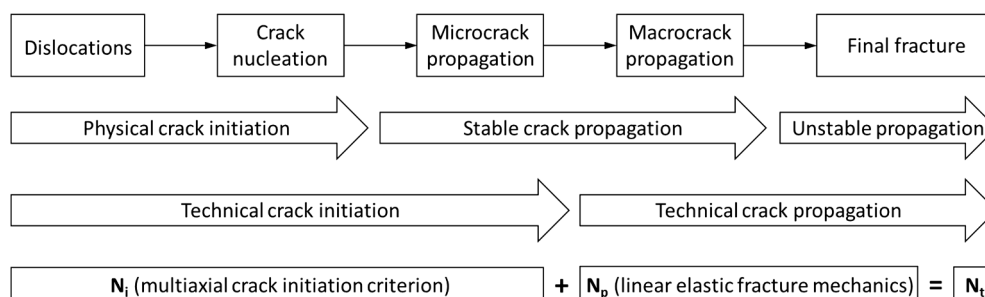 Dislocations
Crack
nucleation
Microcrack
propagation
Macrocrack
propagation
Final fracture
Physical crack initiation
Stable crack propagation
Unstable propagation
Technical crack initiation
Technical crack propagation
Ni (multiaxial crack initiation criterion) + Np (linear elastic fracture mechanics) = Nt